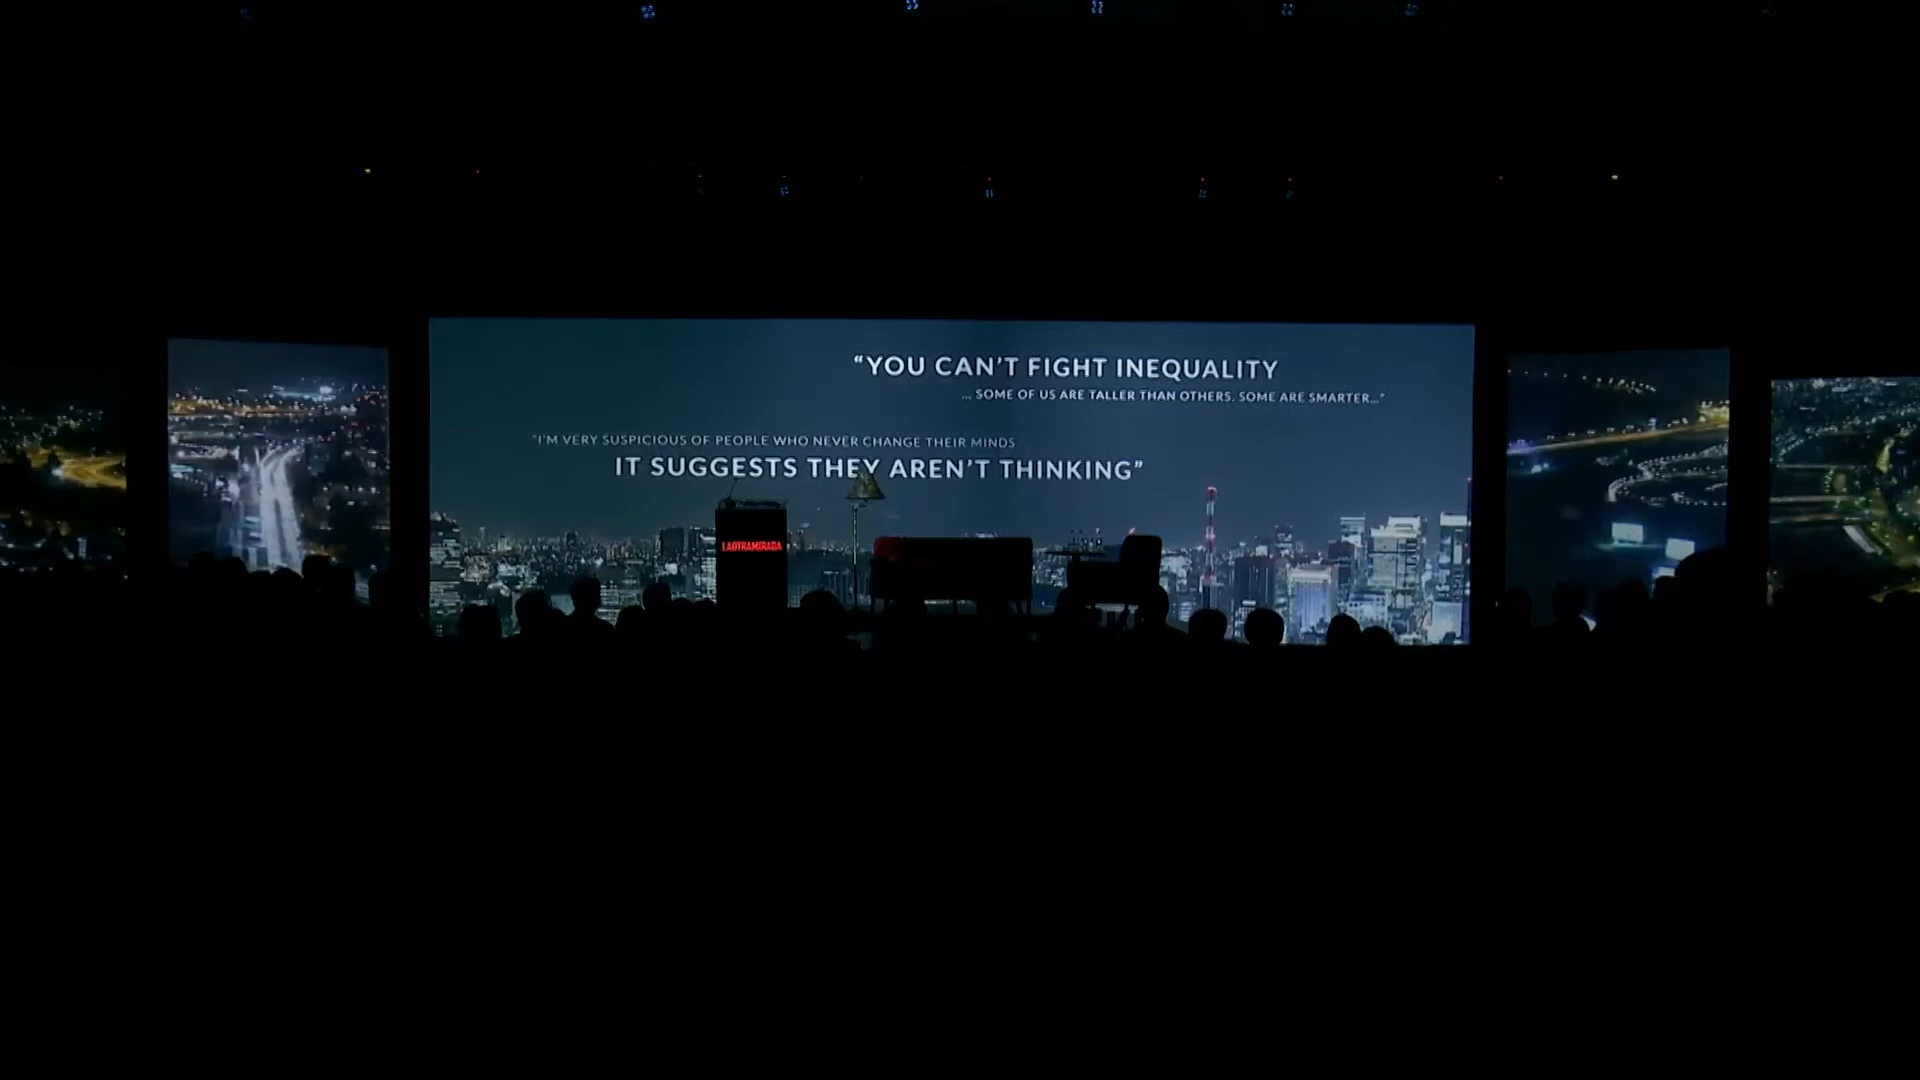 “YOU CAN’T FIGHT INEQUALITY
... SOME OF US ARE TALLER THAN OTHERS. SOME ARE SMARTER...”
“I’M VERY SUSPICIOUS OF PEOPLE WHO NEVER CHANGE THEIR MINDS
IT SUGGESTS THEY AREN’T THINKING”
LAOTRAMIRADA